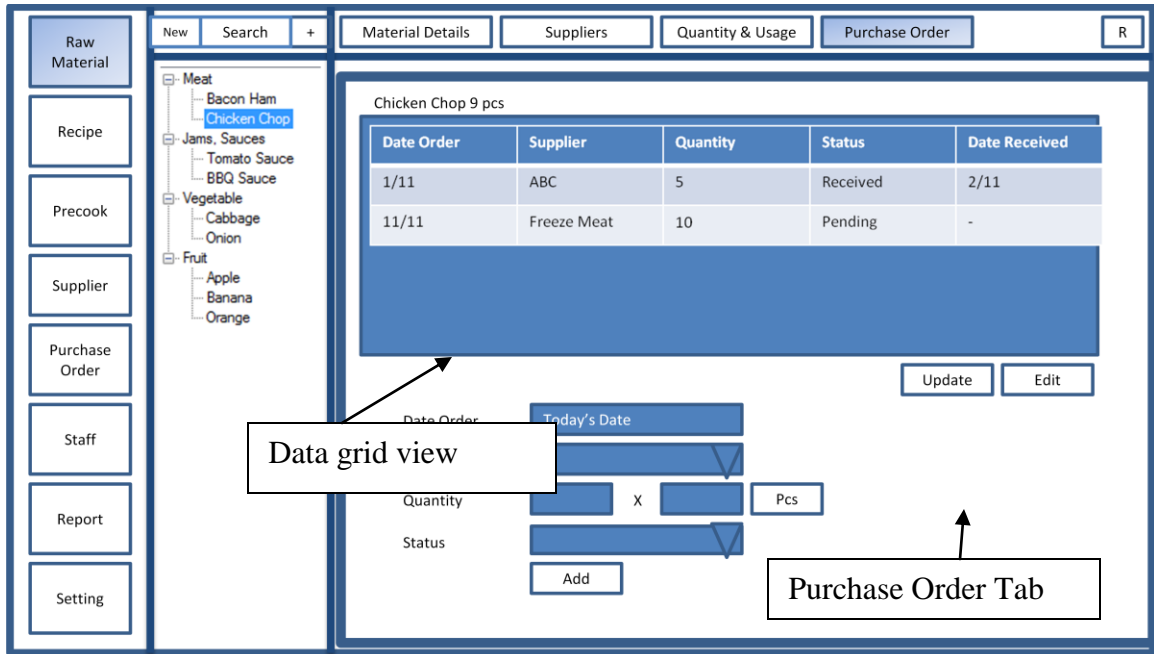 Raw
Material
Recipe
Precook
Supplier
Purchase
Order
Staff
Report
Setting
New Search +
Meat
Bacon Ham
Chicken Chop
Jams, Sauces
Tomato Sauce
BBQ Sauce
Vegetable
Cabbage
Onion
Fruit
Apple
Banana
Orange
Material Details Suppliers Quantity & Usage Purchase Order R
Chicken Chop 9 pcs
Date Order Supplier Quantity Status Date Received
1/11 ABC 5 Received 2/11
11/11 Freeze Meat 10 Pending -
Update Edit
Date Order Today's Date
Data grid view
Quantity X Pcs
Status
Add
Purchase Order Tab